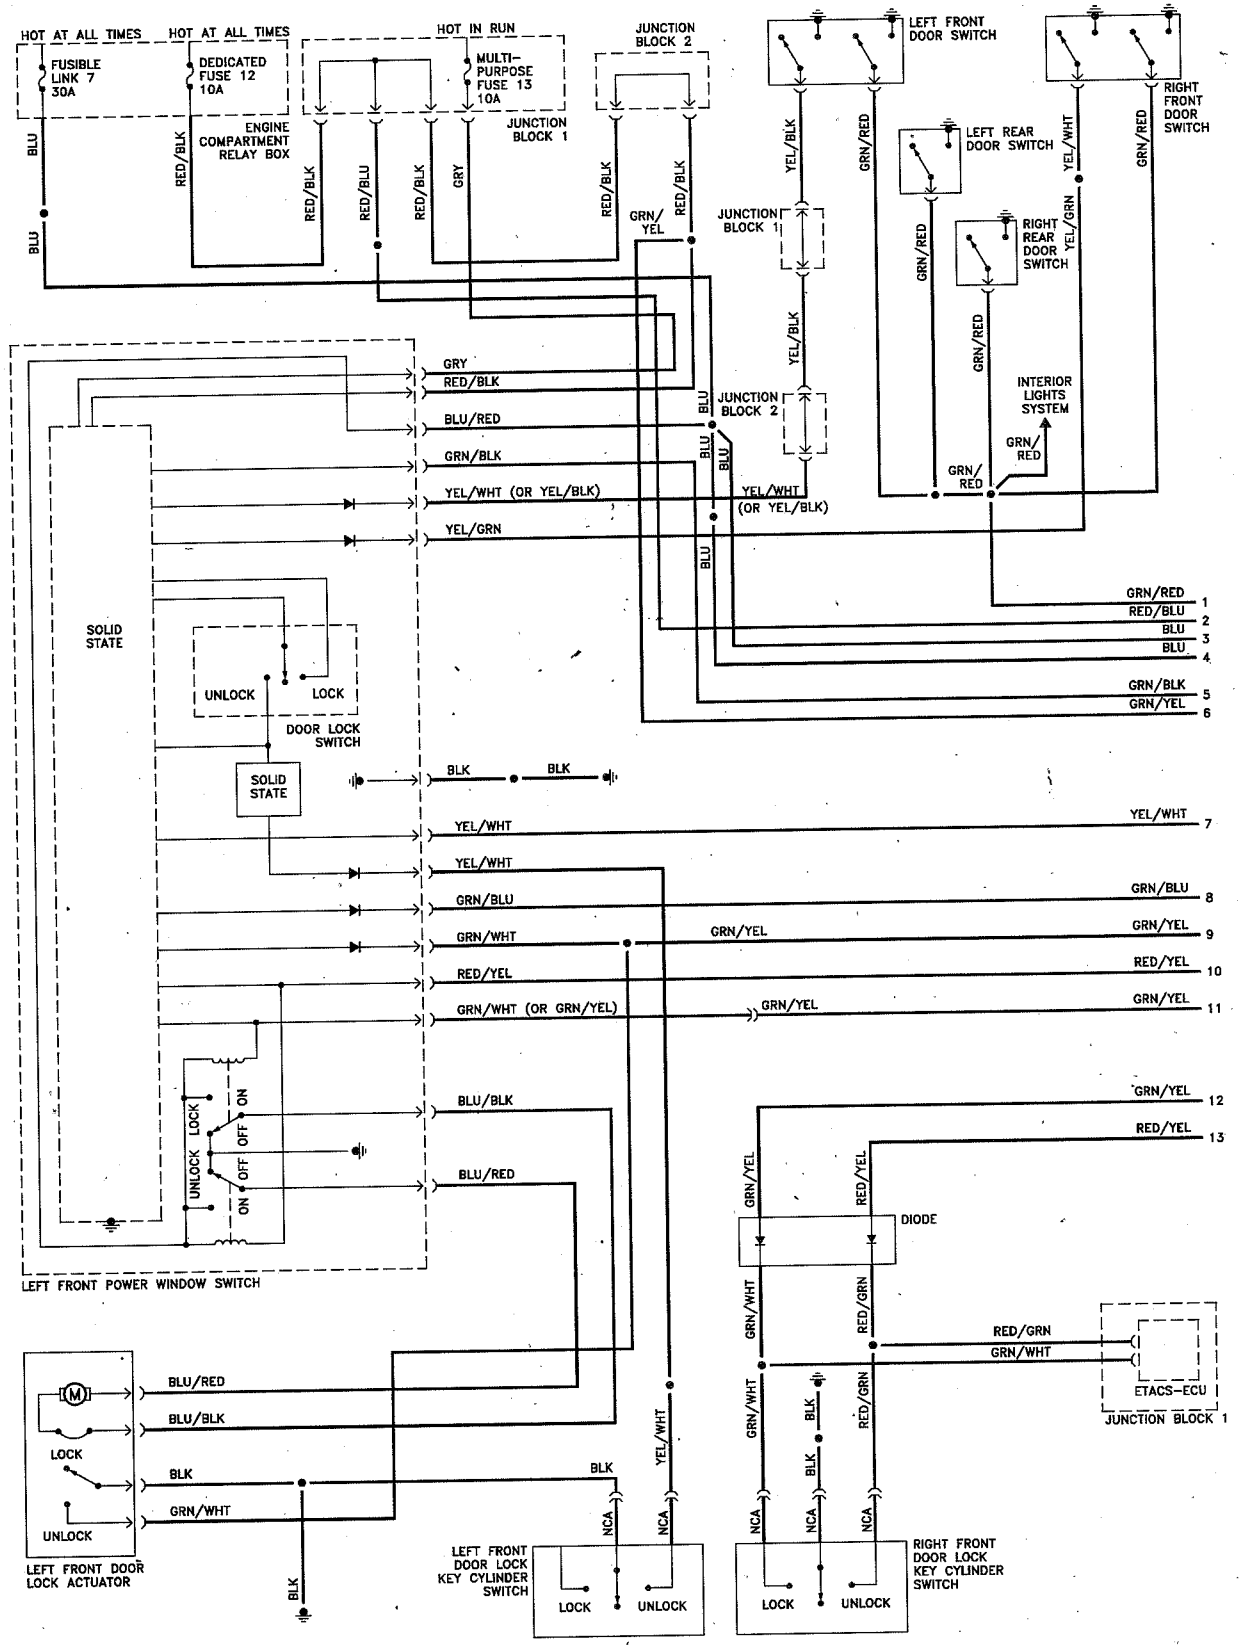 HOT AT ALL TIMES
HOT AT ALL TIMES
HOT IN RUN
JUNCTION
BLOCK 2
LEFT FRONT
DOOR SWITCH
FUSIBLE
LINK 7
30A
DEDICATED
FUSE 12
10A
MULTI-
PURPOSE
FUSE 13
10A
RIGHT
FRONT
DOOR
SWITCH
ENGINE
COMPARTMENT
RELAY BOX
JUNCTION
BLOCK 1
LEFT REAR
DOOR SWITCH
BLU
RED/BLK
RED/BLK
RED/BLU
RED/BLK
GRY
RED/BLK
RED/BLK
YEL/BLK
GRN/RED
YEL/WHT
GRN/RED
BLU
GRN/
YEL
JUNCTION
BLOCK 1
GRN/RED
RIGHT
REAR
DOOR
SWITCH
YEL/GRN
YEL/BLK
GRN/RED
GRY
RED/BLK
BLU/RED
GRN/BLK
YEL/WHT (OR YEL/BLK)
YEL/GRN
BLU
JUNCTION
BLOCK 2
BLU
BLU
BLU
YEL/WHT
(OR YEL/BLK)
INTERIOR
LIGHTS
SYSTEM
GRN/
RED
GRN/
RED
GRN/RED 1
RED/BLU 2
BLU 3
BLU 4
GRN/BLK 5
GRN/YEL 6
SOLID
STATE
UNLOCK
LOCK
DOOR LOCK
SWITCH
SOLID
STATE
BLK
BLK
YEL/WHT
YEL/WHT 7
YEL/WHT
GRN/BLU
GRN/BLU 8
GRN/WHT
GRN/YEL
GRN/YEL 9
RED/YEL
RED/YEL 10
GRN/WHT (OR GRN/YEL)
GRN/YEL
GRN/YEL 11
LOCK
ON
OFF
UNLOCK
OFF
ON
BLU/BLK
BLU/RED
GRN/YEL 12
RED/YEL 13
GRN/YEL
RED/YEL
DIODE
LEFT FRONT POWER WINDOW SWITCH
GRN/WHT
RED/GRN
RED/GRN
GRN/WHT
ETACS-ECU
JUNCTION BLOCK 1
M
BLU/RED
BLU/BLK
LOCK
BLK
GRN/WHT
UNLOCK
LEFT FRONT DOOR
LOCK ACTUATOR
BLK
BLK
YEL/WHT
GRN/WHT
BLK
BLK
RED/GRN
NCA
NCA
NCA
NCA
NCA
LEFT FRONT
DOOR LOCK
KEY CYLINDER
SWITCH
LOCK
UNLOCK
LOCK
UNLOCK
RIGHT FRONT
DOOR LOCK
KEY CYLINDER
SWITCH